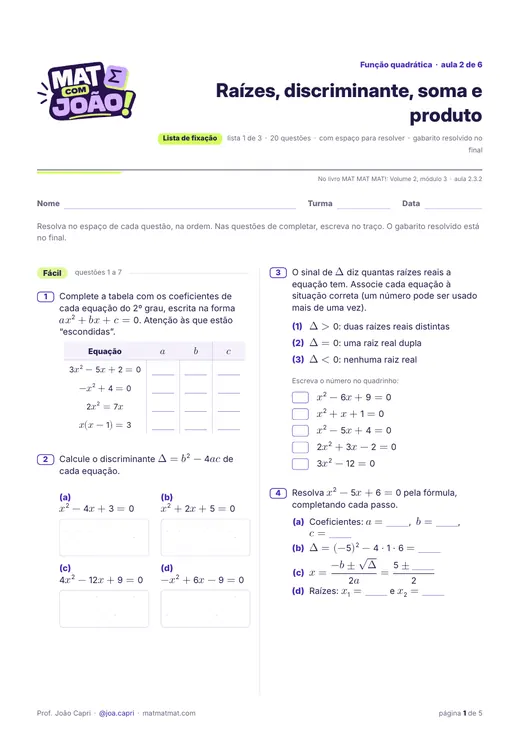 MAT
COM
JOÃO!
Função quadrática · aula 2 de 6
Raízes, discriminante, soma e
produto
Lista de fixação lista 1 de 3 · 20 questões · com espaço para resolver · gabarito resolvido no
final
No livro MAT MAT MAT!: Volume 2, módulo 3 · aula 2.3.2
Nome Turma Data
Resolva no espaço de cada questão, na ordem. Nas questões de completar, escreva no traço. O gabarito resolvido está
no final.
Fácil questões 1 a 7
1 Complete a tabela com os coeficientes de
cada equação do 2º grau, escrita na forma
ax² + bx + c = 0. Atenção às que estão
“escondidas”.
Equação a b c
3x² − 5x + 2 = 0
−x² + 4 = 0
2x² = 7x
x(x − 1) = 3
2 Calcule o discriminante Δ = b² − 4ac de
cada equação.
(a) (b)
x² − 4x + 3 = 0 x² + 2x + 5 = 0
(c) (d)
4x² − 12x + 9 = 0 −x² + 6x − 9 = 0
3 O sinal de Δ diz quantas raízes reais a
equação tem. Associe cada equação à
situação correta (um número pode ser usado
mais de uma vez).
(1) Δ > 0: duas raízes reais distintas
(2) Δ = 0: uma raiz real dupla
(3) Δ < 0: nenhuma raiz real
Escreva o número no quadrinho:
x² − 6x + 9 = 0
x² + x + 1 = 0
x² − 5x + 4 = 0
2x² + 3x − 2 = 0
3x² − 12 = 0
4 Resolva x² − 5x + 6 = 0 pela fórmula,
completando cada passo.
(a) Coeficientes: a = ____, b = ____,
c = ____
(b) Δ = (−5)² − 4 · 1 · 6 = ____
(c) x = (−b ± √Δ)/2a = (5 ± ____)/2
(d) Raízes: x₁ = ____ e x₂ = ____
Prof. João Capri · @joa.capri · matmatmat.com página 1 de 5